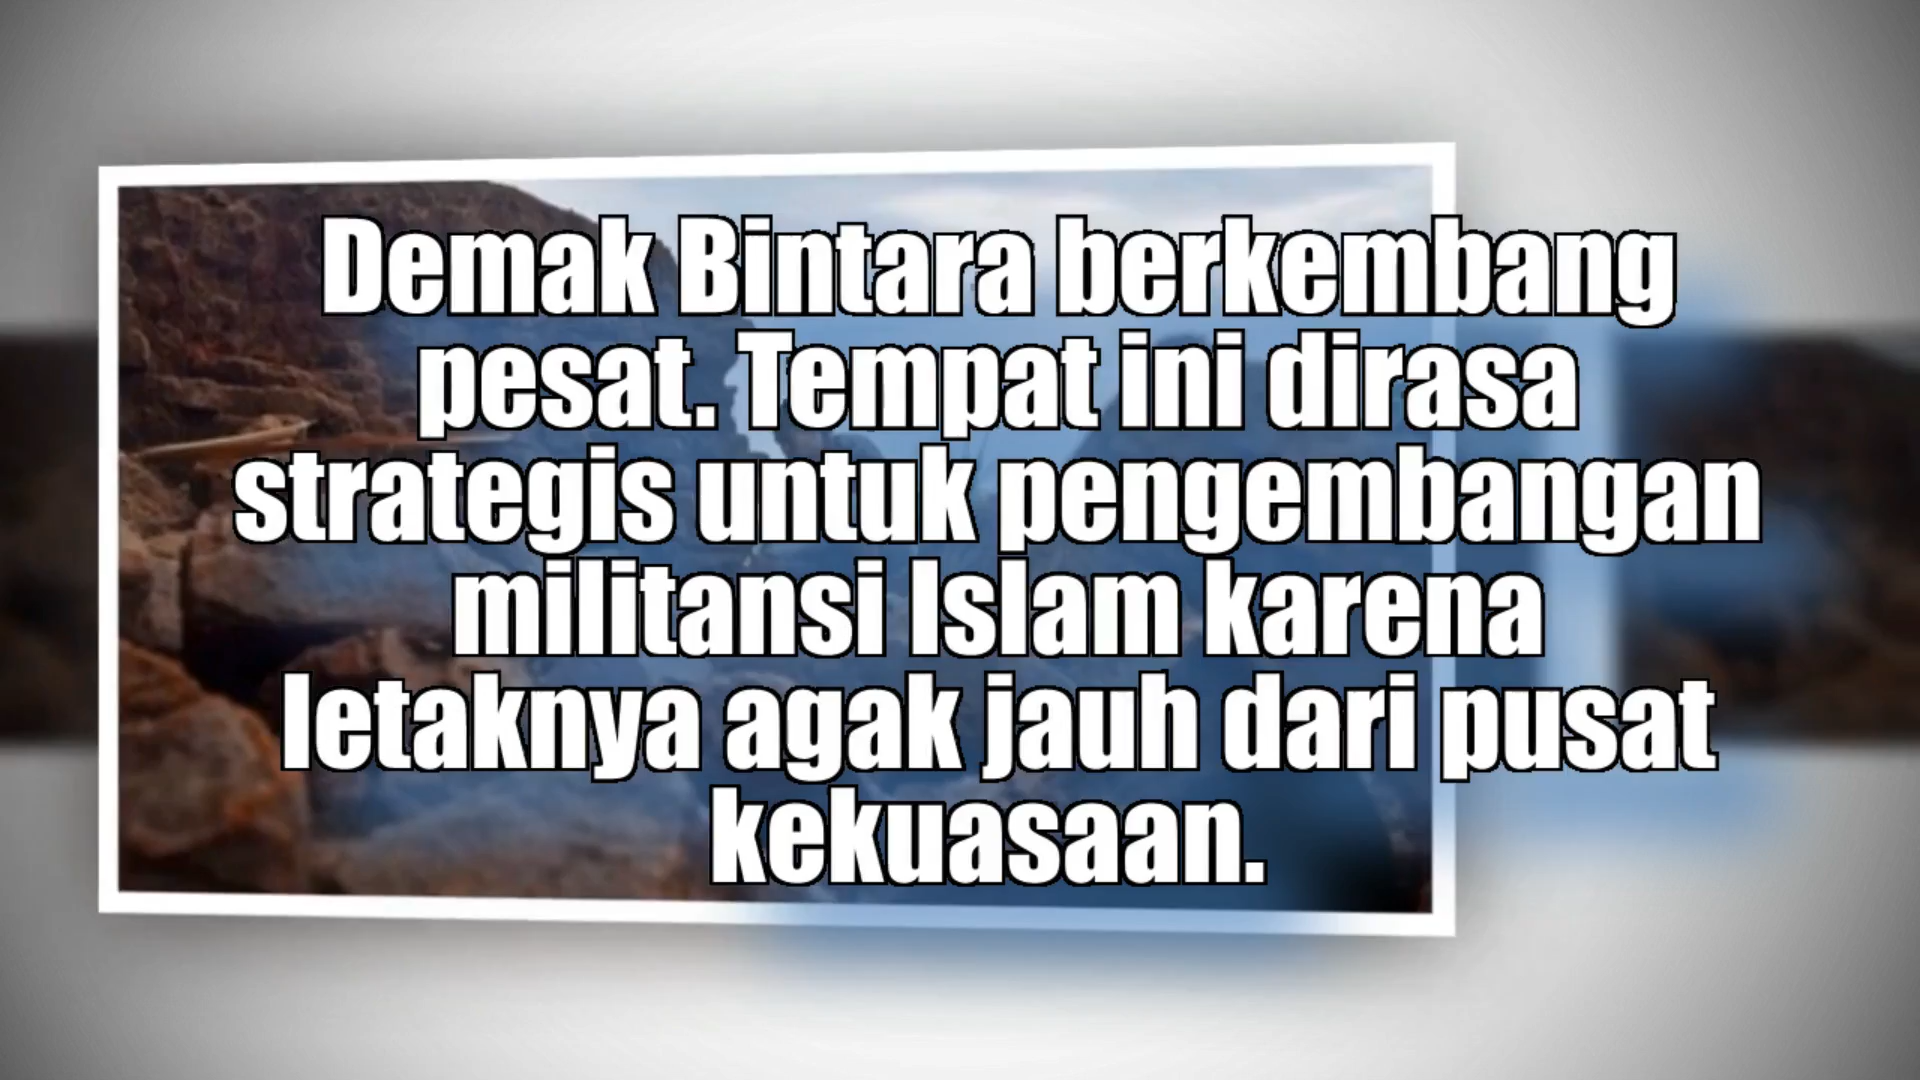 Demak Bintara berkembang
pesat. Tempat ini dirasa
strategis untuk pengembangan
militansi Islam karena
letaknya agak jauh dari pusat
kekuasaan.